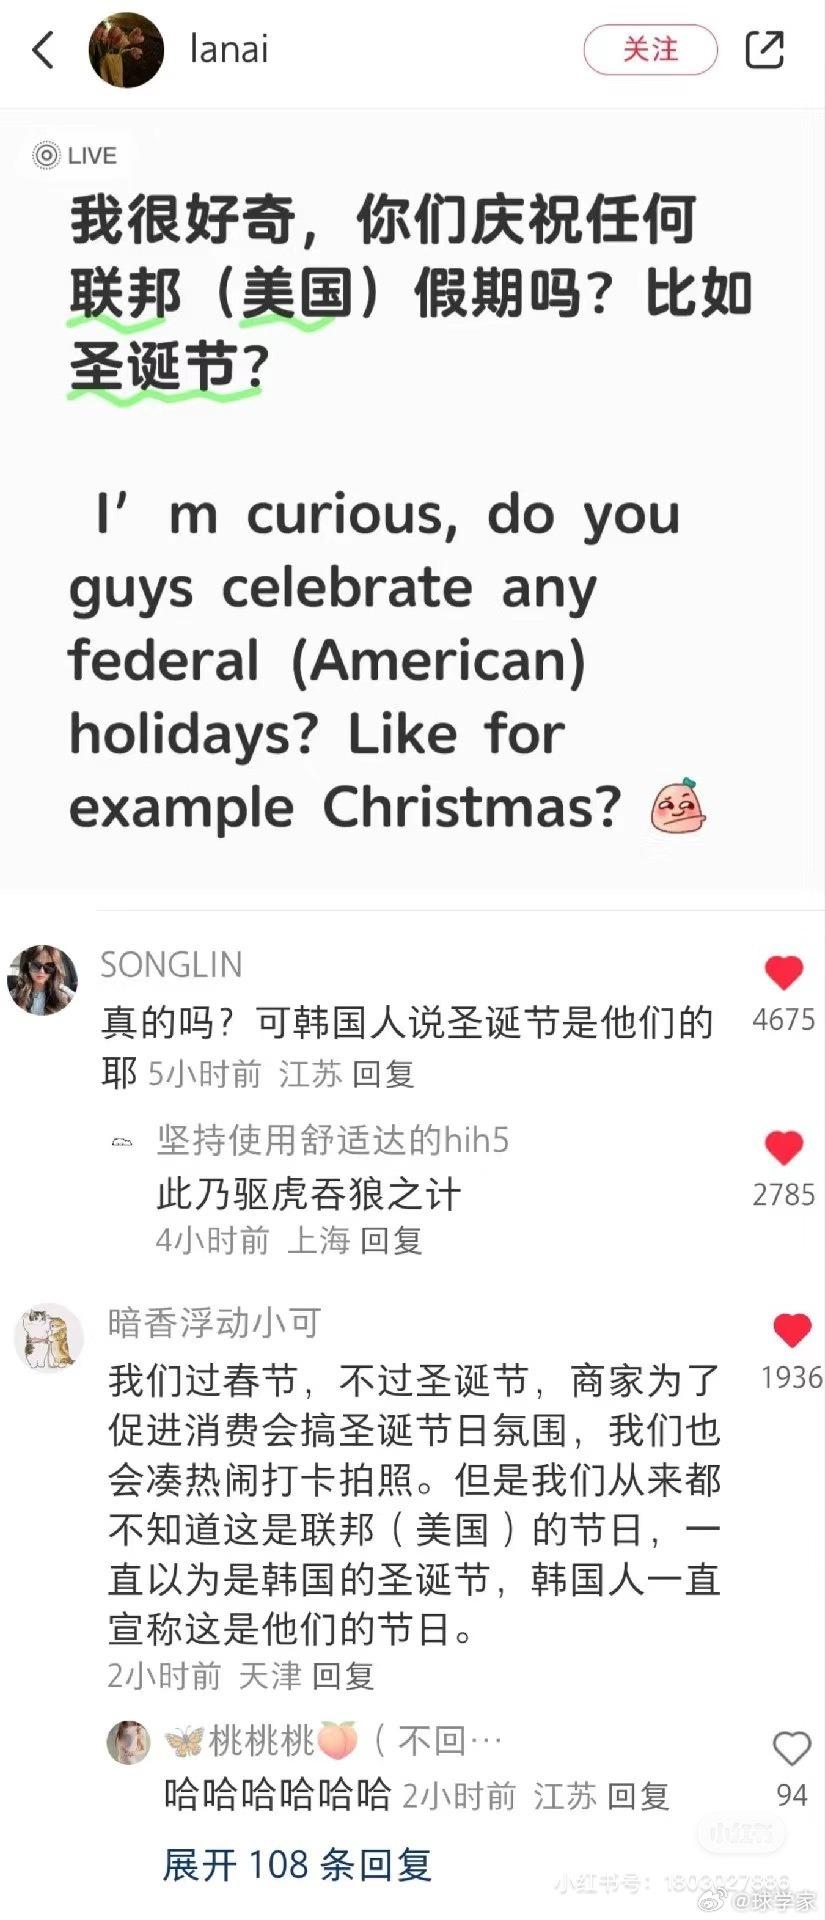 lanai
关注
LIVE
我很好奇，你们庆祝任何
联邦（美国）假期吗？比如
圣诞节？
I’m curious, do you
guys celebrate any
federal (American)
holidays? Like for
example Christmas?
SONGLIN
真的吗？可韩国人说圣诞节是他们的
4675
耶 5小时前 江苏 回复
坚持使用舒适达的hih5
此乃驱虎吞狼之计
2785
4小时前 上海 回复
暗香浮动小可
我们过春节，不过圣诞节，商家为了
1936
促进消费会搞圣诞节日氛围，我们也
会凑热闹打卡拍照。但是我们从来都
不知道这是联邦（美国）的节日，一
直以为是韩国的圣诞节，韩国人一直
宣称这是他们的节日。
2小时前 天津 回复
桃桃桃（不回…
哈哈哈哈哈哈 2小时前 江苏 回复
94
展开 108 条回复
小红书
小红书号：1803027886
@球学家